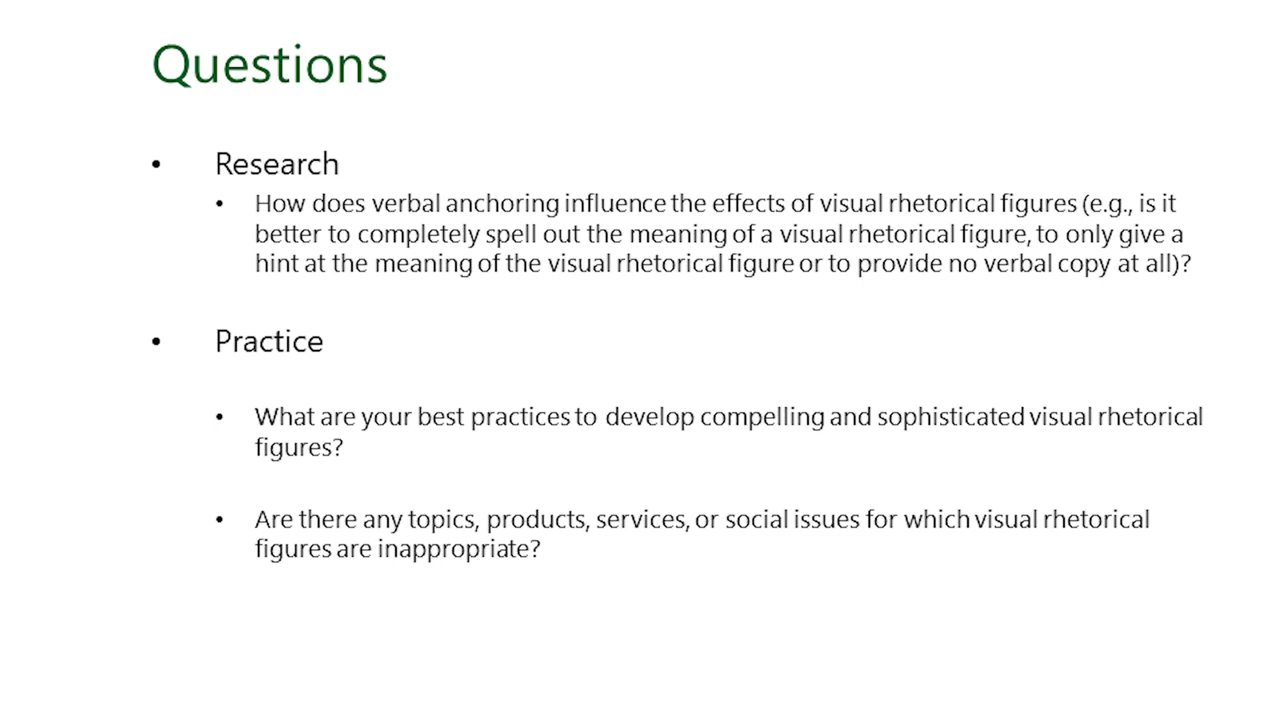 Questions
• Research
• How does verbal anchoring influence the effects of visual rhetorical figures (e.g., is it
better to completely spell out the meaning of a visual rhetorical figure, to only give a
hint at the meaning of the visual rhetorical figure or to provide no verbal copy at all)?
• Practice
• What are your best practices to develop compelling and sophisticated visual rhetorical
figures?
• Are there any topics, products, services, or social issues for which visual rhetorical
figures are inappropriate?